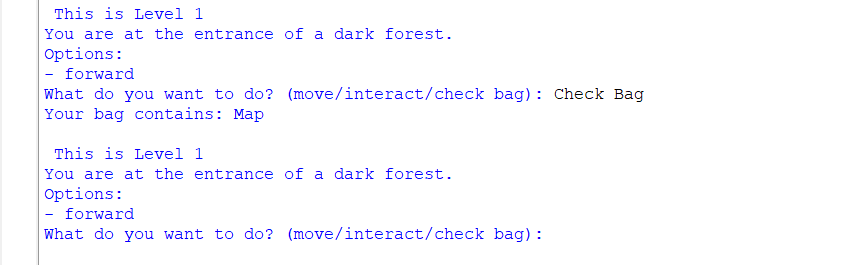 This is Level 1
You are at the entrance of a dark forest.
Options:
- forward
What do you want to do? (move/interact/check bag): Check Bag
Your bag contains: Map
This is Level 1
You are at the entrance of a dark forest.
Options:
- forward
What do you want to do? (move/interact/check bag):